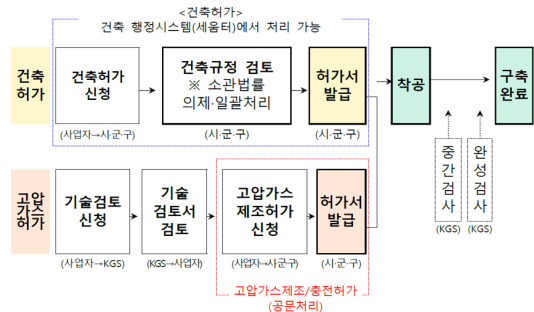 <건축허가>
건축 행정시스템(세움터)에서 처리 가능
건축
허가
건축허가
신청
(사업자→시·군·구)
건축규정 검토
※ 소관법률
의제·일괄처리
(시·군·구)
허가서
발급
(시·군·구)
착공
구축
완료
중간검사
(KGS)
완성검사
(KGS)
고압
가스
허가
기술검토
신청
(사업자→KGS)
기술
검토서
검토
(KGS→사업자)
고압가스
제조허가
신청
(사업자→시군·구)
허가서
발급
(시·군·구)
고압가스제조/충전허가
(공문처리)